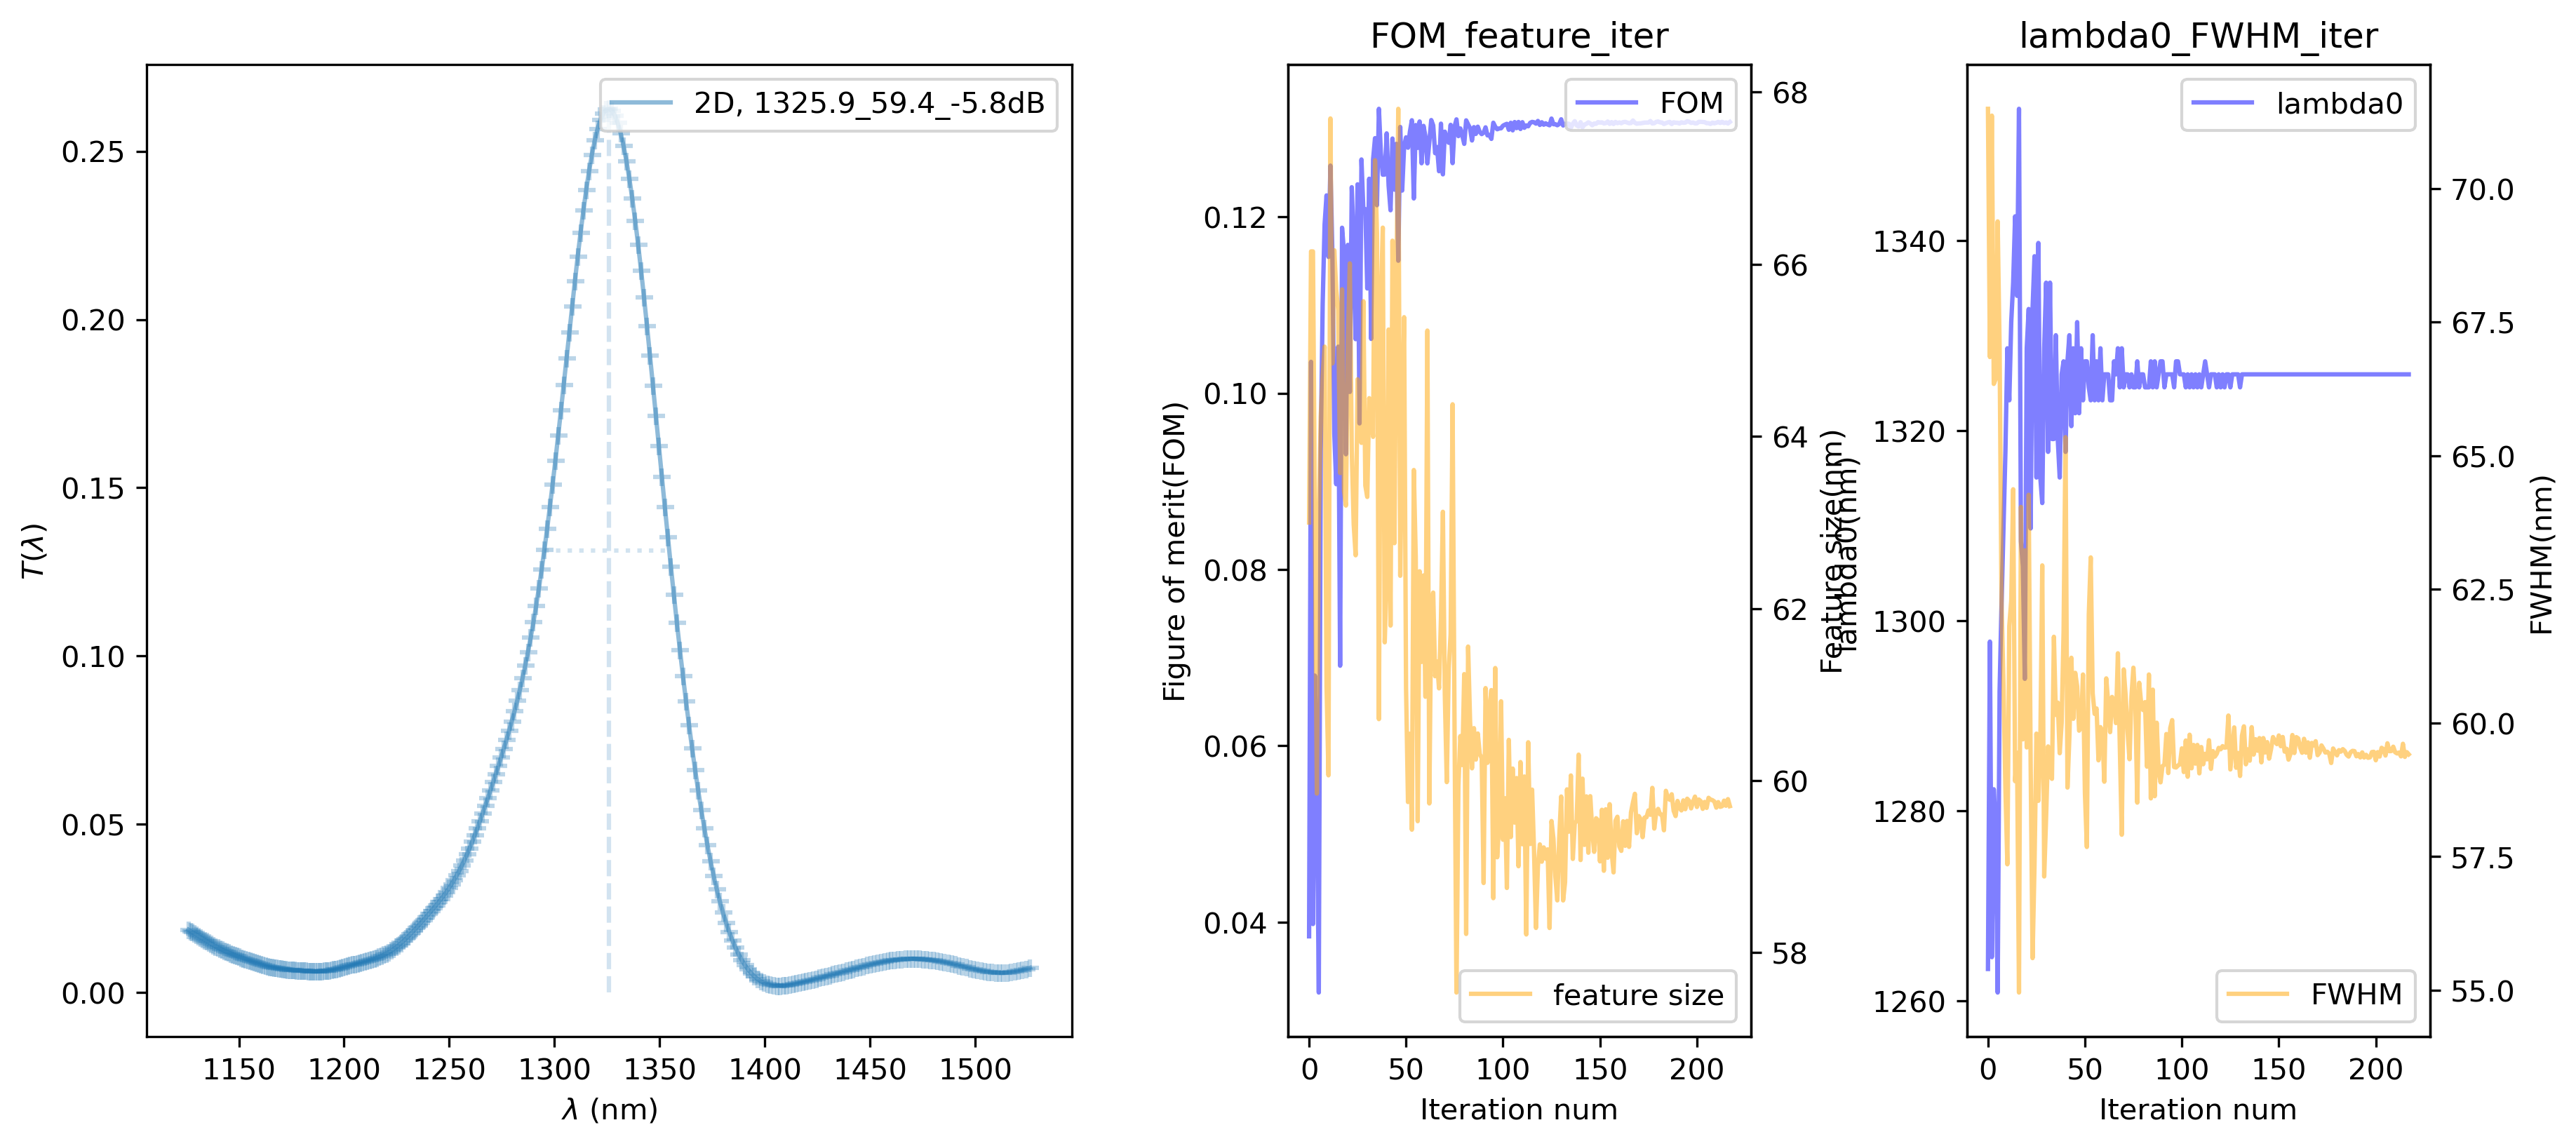 2D, 1325.9_59.4_-5.8dB
T(λ)
0.25
0.20
0.15
0.10
0.05
0.00
1150 1200 1250 1300 1350 1400 1450 1500
λ (nm)
FOM_feature_iter
FOM
Figure of merit(FOM)
0.12
0.10
0.08
0.06
0.04
68
66
64
62
60
58
Feature size(nm)
feature size
0 50 100 150 200
Iteration num
lambda0_FWHM_iter
lambda0
lambda0(nm)
1340
1320
1300
1280
1260
70.0
67.5
65.0
62.5
60.0
57.5
55.0
FWHM(nm)
FWHM
0 50 100 150 200
Iteration num